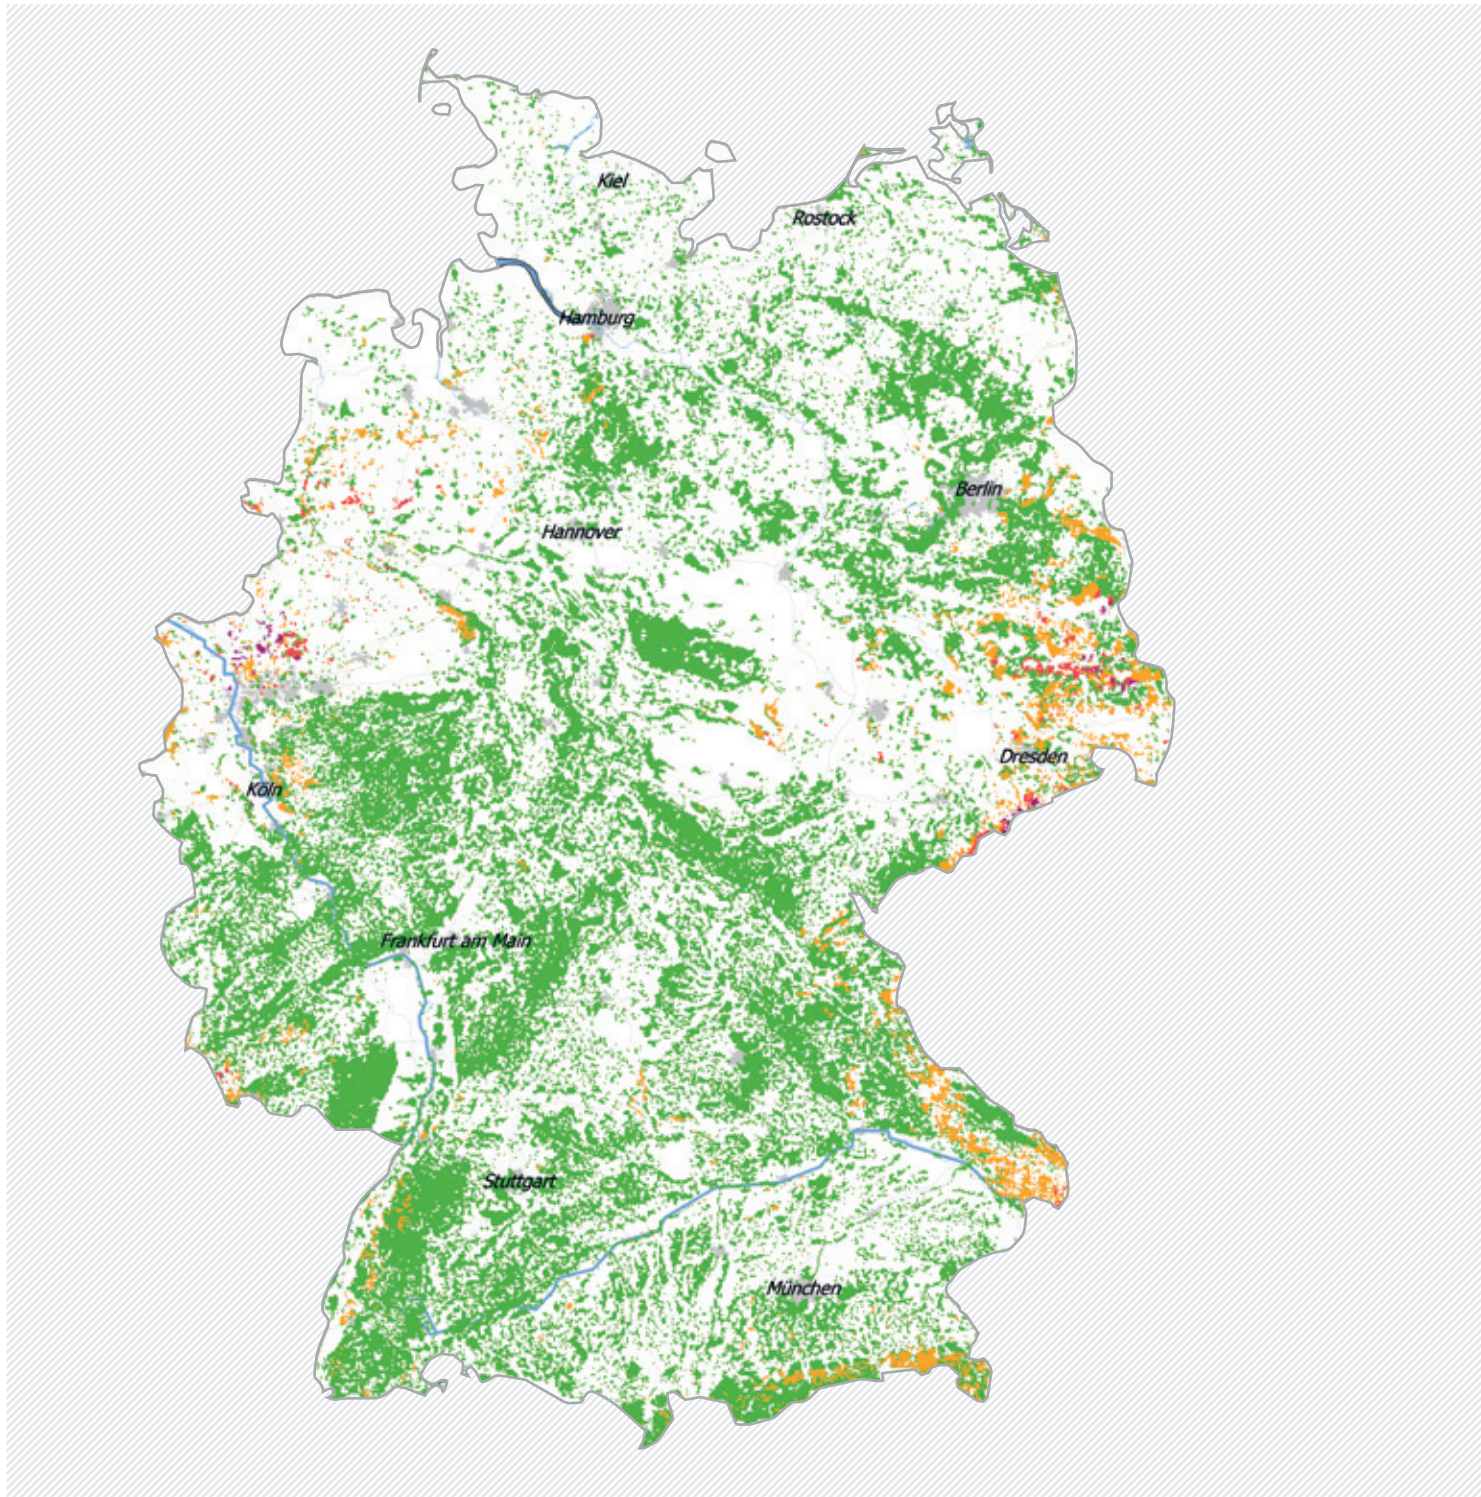 Kiel
Rostock
Hamburg
Berlin
Hannover
Dresden
Köln
Frankfurt am Main
Stuttgart
München